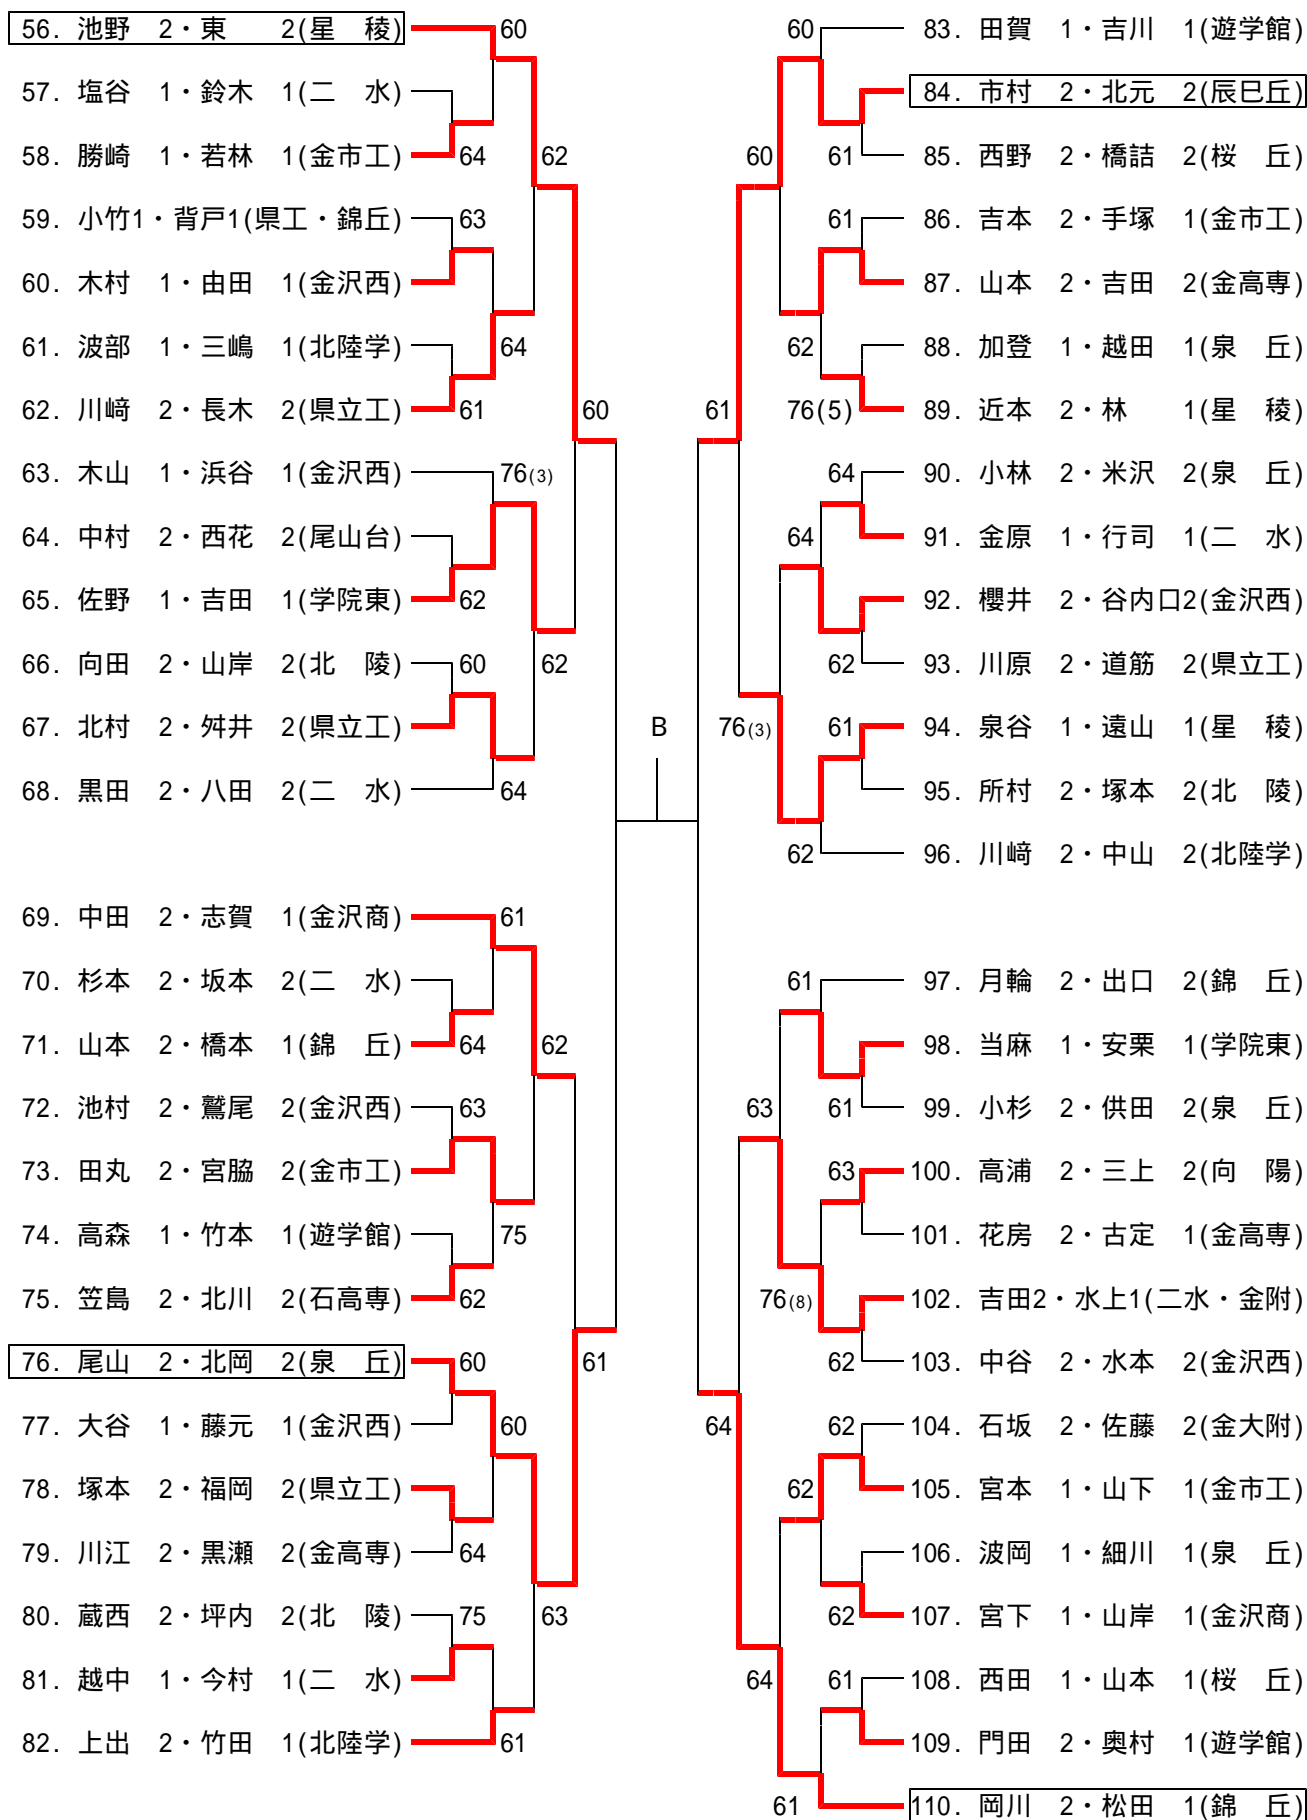 56. 池野 2・東 2(星 稜)
60
57. 塩谷 1・鈴木 1(二 水)
58. 勝崎 1・若林 1(金市工)
64
62
59. 小竹1・背戸1(県工・錦丘)
63
60. 木村 1・由田 1(金沢西)
61. 波部 1・三嶋 1(北陸学)
64
62. 川﨑 2・長木 2(県立工)
61
60
63. 木山 1・浜谷 1(金沢西)
76(3)
64. 中村 2・西花 2(尾山台)
65. 佐野 1・吉田 1(学院東)
62
66. 向田 2・山岸 2(北 陵)
60
62
67. 北村 2・舛井 2(県立工)
68. 黒田 2・八田 2(二 水)
64
69. 中田 2・志賀 1(金沢商)
61
70. 杉本 2・坂本 2(二 水)
71. 山本 2・橋本 1(錦 丘)
64
62
72. 池村 2・鷲尾 2(金沢西)
63
73. 田丸 2・宮脇 2(金市工)
74. 高森 1・竹本 1(遊学館)
75
75. 笠島 2・北川 2(石高専)
62
76. 尾山 2・北岡 2(泉 丘)
60
61
77. 大谷 1・藤元 1(金沢西)
60
78. 塚本 2・福岡 2(県立工)
79. 川江 2・黒瀬 2(金高専)
64
80. 蔵西 2・坪内 2(北 陵)
75
63
81. 越中 1・今村 1(二 水)
82. 上出 2・竹田 1(北陸学)
61
B
60
83. 田賀 1・吉川 1(遊学館)
84. 市村 2・北元 2(辰巳丘)
60
61
85. 西野 2・橋詰 2(桜 丘)
61
86. 吉本 2・手塚 1(金市工)
87. 山本 2・吉田 2(金高専)
62
88. 加登 1・越田 1(泉 丘)
61
76(5)
89. 近本 2・林 1(星 稜)
64
90. 小林 2・米沢 2(泉 丘)
64
91. 金原 1・行司 1(二 水)
92. 櫻井 2・谷内口2(金沢西)
62
93. 川原 2・道筋 2(県立工)
76(3)
61
94. 泉谷 1・遠山 1(星 稜)
95. 所村 2・塚本 2(北 陵)
62
96. 川﨑 2・中山 2(北陸学)
61
97. 月輪 2・出口 2(錦 丘)
98. 当麻 1・安栗 1(学院東)
63
61
99. 小杉 2・供田 2(泉 丘)
63
100. 高浦 2・三上 2(向 陽)
101. 花房 2・古定 1(金高専)
76(8)
102. 吉田2・水上1(二水・金附)
62
103. 中谷 2・水本 2(金沢西)
64
62
104. 石坂 2・佐藤 2(金大附)
62
105. 宮本 1・山下 1(金市工)
106. 波岡 1・細川 1(泉 丘)
62
107. 宮下 1・山岸 1(金沢商)
64
61
108. 西田 1・山本 1(桜 丘)
109. 門田 2・奥村 1(遊学館)
61
110. 岡川 2・松田 1(錦 丘)